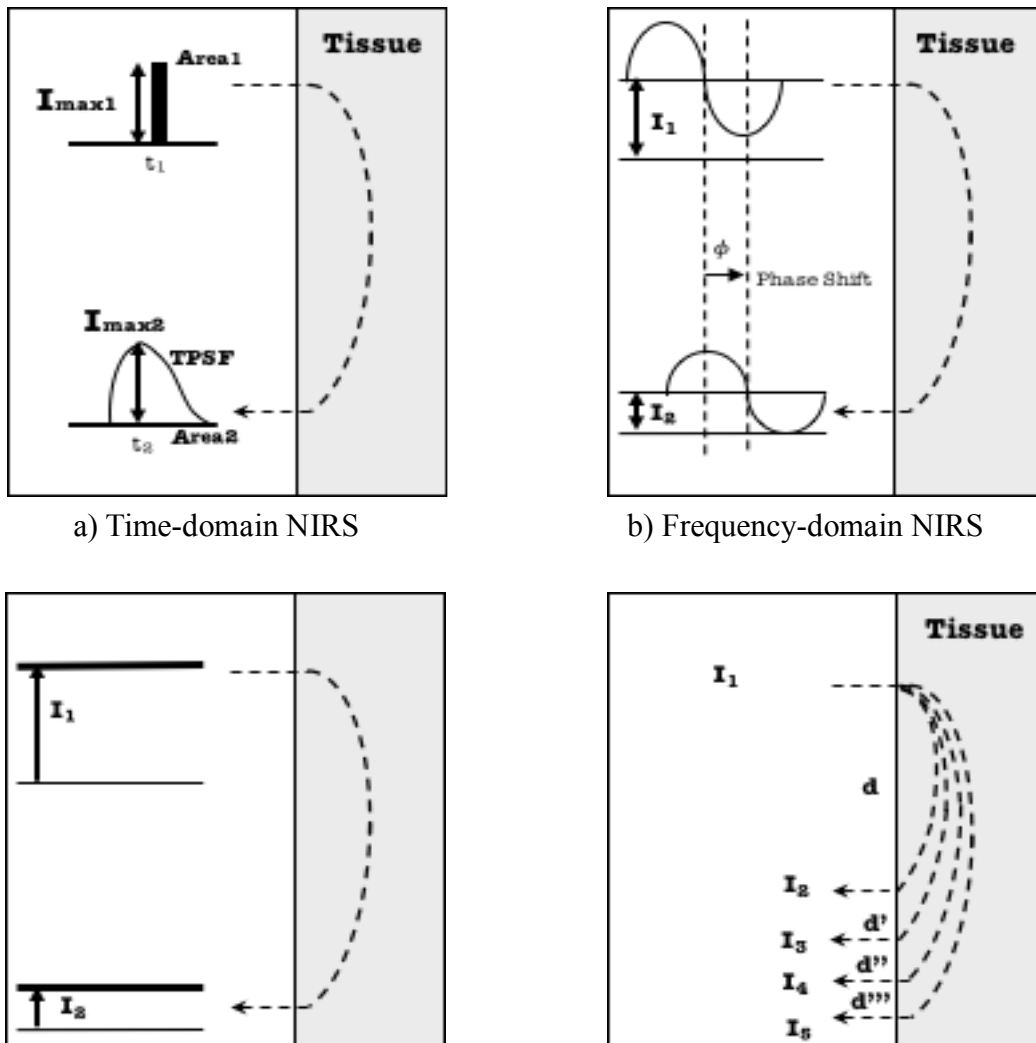 Tissue
Area1
Imax1
t1
Imax2
TPSF
t2
Area2
a) Time-domain NIRS
Tissue
I1
ϕ
Phase Shift
I2
b) Frequency-domain NIRS
I1
I2
Tissue
I1
d
I2
d'
I3
d''
I4
d'''
I5